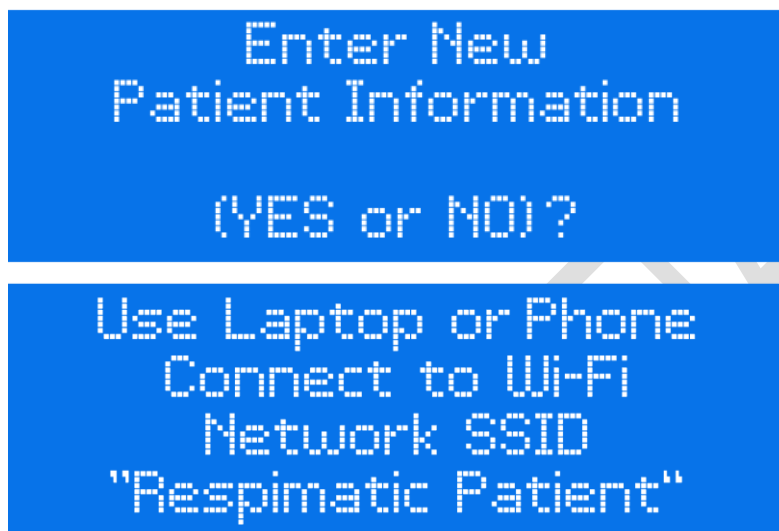 Enter New
Patient Information
(YES or NO)?
Use Laptop or Phone
Connect to Wi-Fi
Network SSID
"Respimatic Patient"